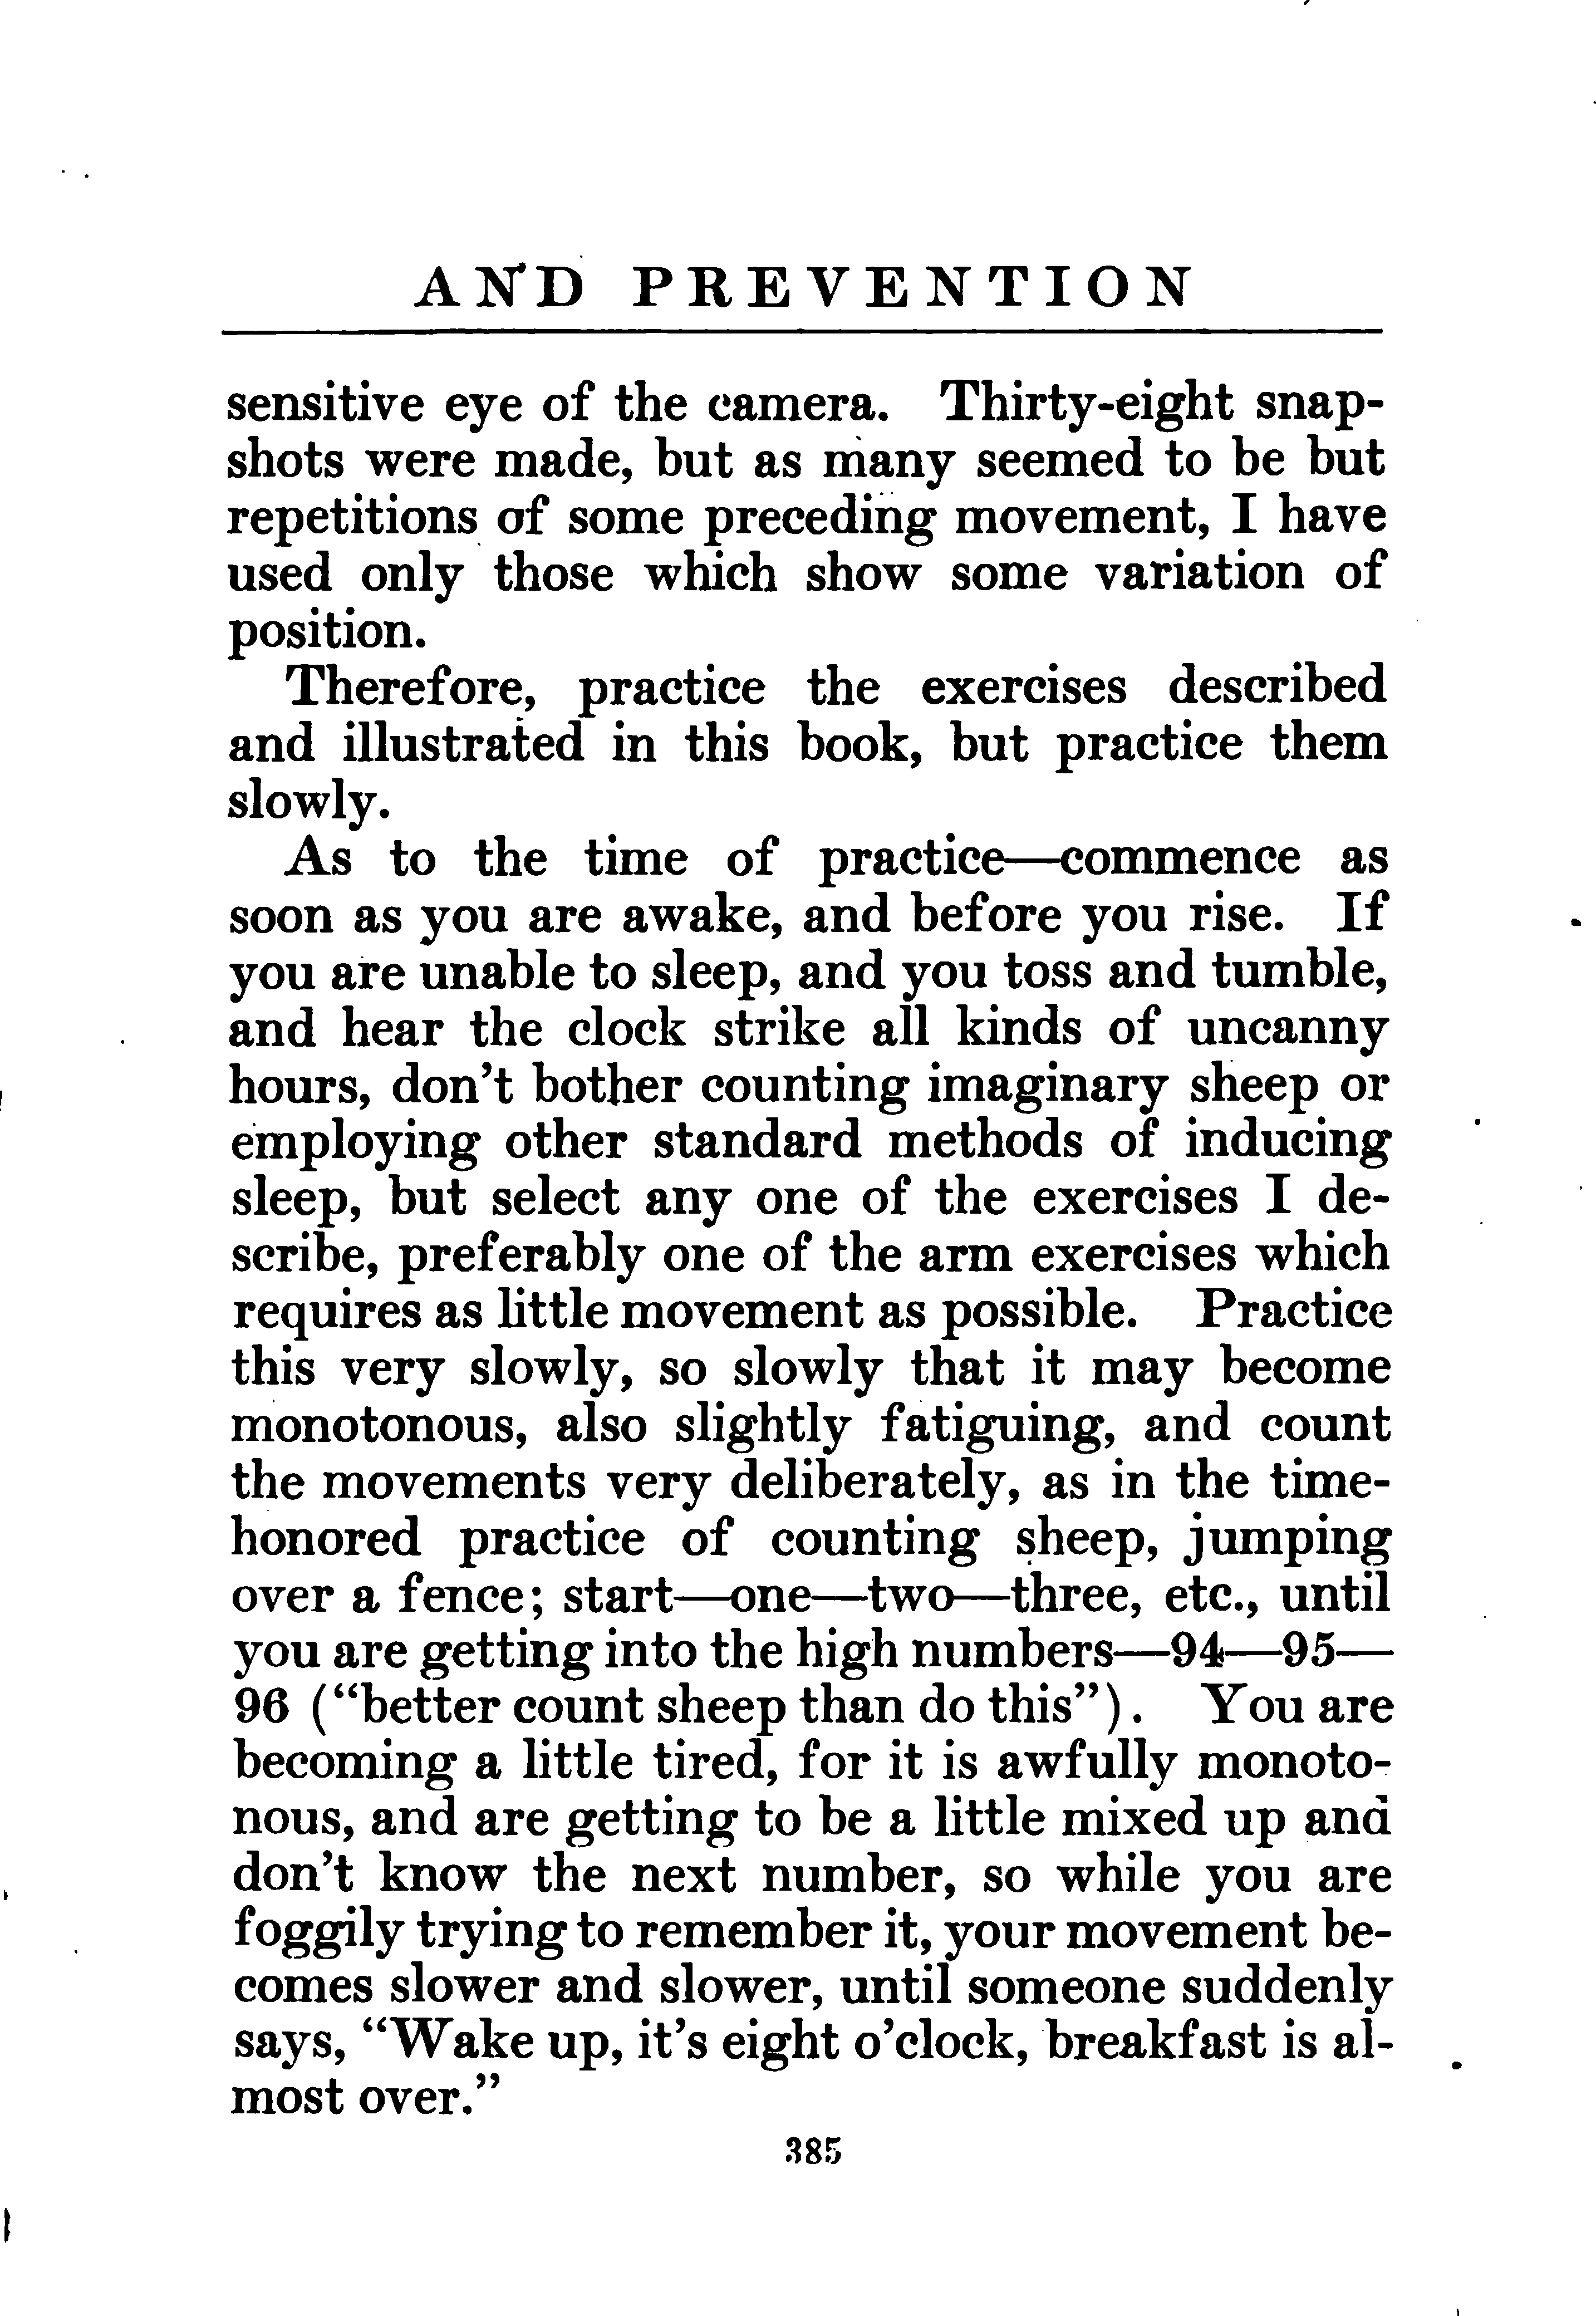 AND PREVENTION
sensitive eye of the camera. Thirty-eight snap-
shots were made, but as many seemed to be but
repetitions of some preceding movement, I have
used only those which show some variation of
position.
Therefore, practice the exercises described
and illustrated in this book, but practice them
slowly.
As to the time of practice—commence as
soon as you are awake, and before you rise. If
you are unable to sleep, and you toss and tumble,
and hear the clock strike all kinds of uncanny
hours, don't bother counting imaginary sheep or
employing other standard methods of inducing
sleep, but select any one of the exercises I de-
scribe, preferably one of the arm exercises which
requires as little movement as possible. Practice
this very slowly, so slowly that it may become
monotonous, also slightly fatiguing, and count
the movements very deliberately, as in the time-
honored practice of counting sheep, jumping
over a fence; start—one—two—three, etc., until
you are getting into the high numbers—94—95—
96 ("better count sheep than do this"). You are
becoming a little tired, for it is awfully monoto-
nous, and are getting to be a little mixed up and
don't know the next number, so while you are
foggily trying to remember it, your movement be-
comes slower and slower, until someone suddenly
says, "Wake up, it's eight o'clock, breakfast is al-
most over."
385